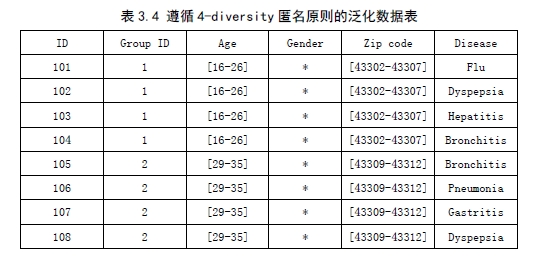 表 3.4 遵循 4-diversity 匿名原则的泛化数据表
ID Group ID Age Gender Zip code Disease
101 1 [16-26] * [43302-43307] Flu
102 1 [16-26] * [43302-43307] Dyspepsia
103 1 [16-26] * [43302-43307] Hepatitis
104 1 [16-26] * [43302-43307] Bronchitis
105 2 [29-35] * [43309-43312] Bronchitis
106 2 [29-35] * [43309-43312] Pneumonia
107 2 [29-35] * [43309-43312] Gastritis
108 2 [29-35] * [43309-43312] Dyspepsia